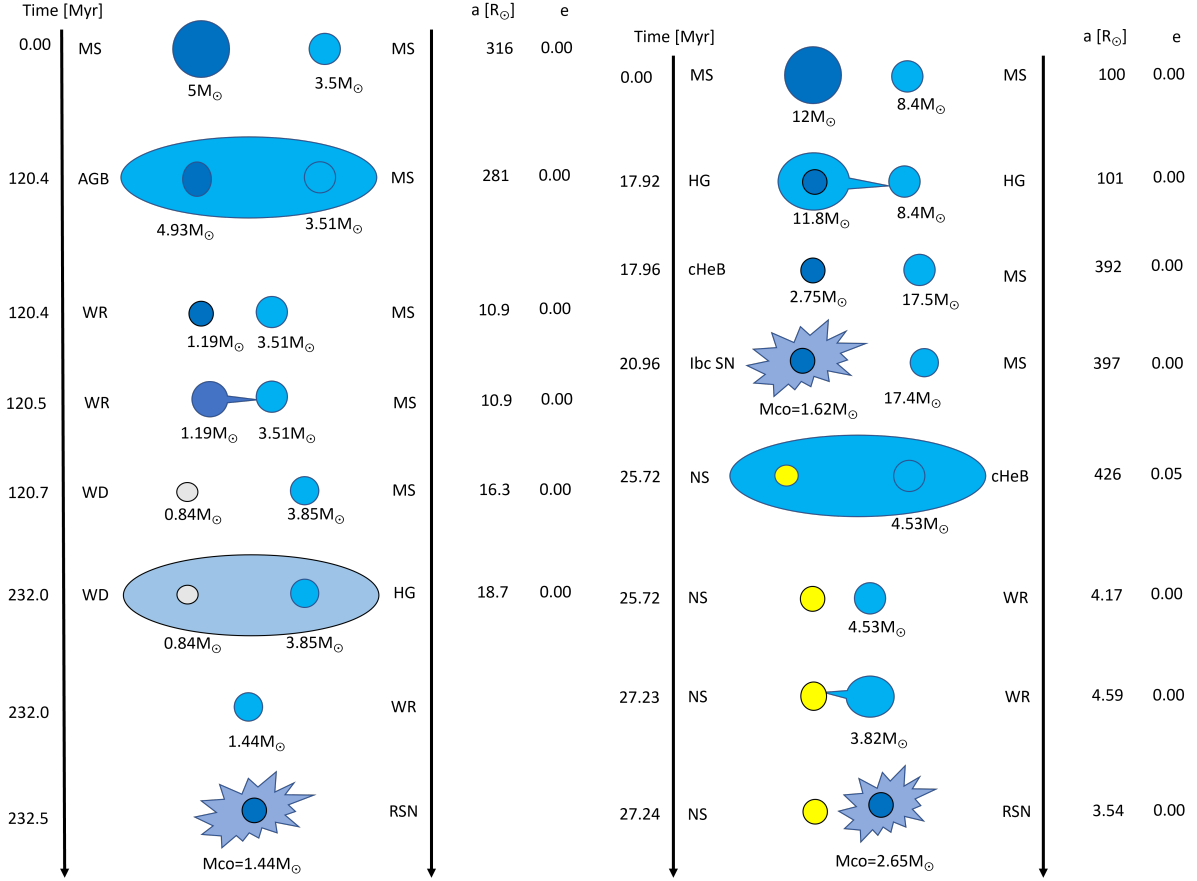 Time [Myr] a [R☉] e
0.00 MS MS 316 0.00
5M☉ 3.5M☉
120.4 AGB MS 281 0.00
4.93M☉ 3.51M☉
120.4 WR MS 10.9 0.00
1.19M☉ 3.51M☉
120.5 WR MS 10.9 0.00
1.19M☉ 3.51M☉
120.7 WD MS 16.3 0.00
0.84M☉ 3.85M☉
232.0 WD HG 18.7 0.00
0.84M☉ 3.85M☉
232.0 WR
1.44M☉
232.5 RSN
Mco=1.44M☉
Time [Myr] a [R☉] e
0.00 MS MS 100 0.00
12M☉ 8.4M☉
17.92 HG HG 101 0.00
11.8M☉ 8.4M☉
17.96 cHeB MS 392 0.00
2.75M☉ 17.5M☉
20.96 Ibc SN MS 397 0.00
Mco=1.62M☉ 17.4M☉
25.72 NS cHeB 426 0.05
4.53M☉
25.72 NS WR 4.17 0.00
4.53M☉
27.23 NS WR 4.59 0.00
3.82M☉
27.24 NS RSN 3.54 0.00
Mco=2.65M☉